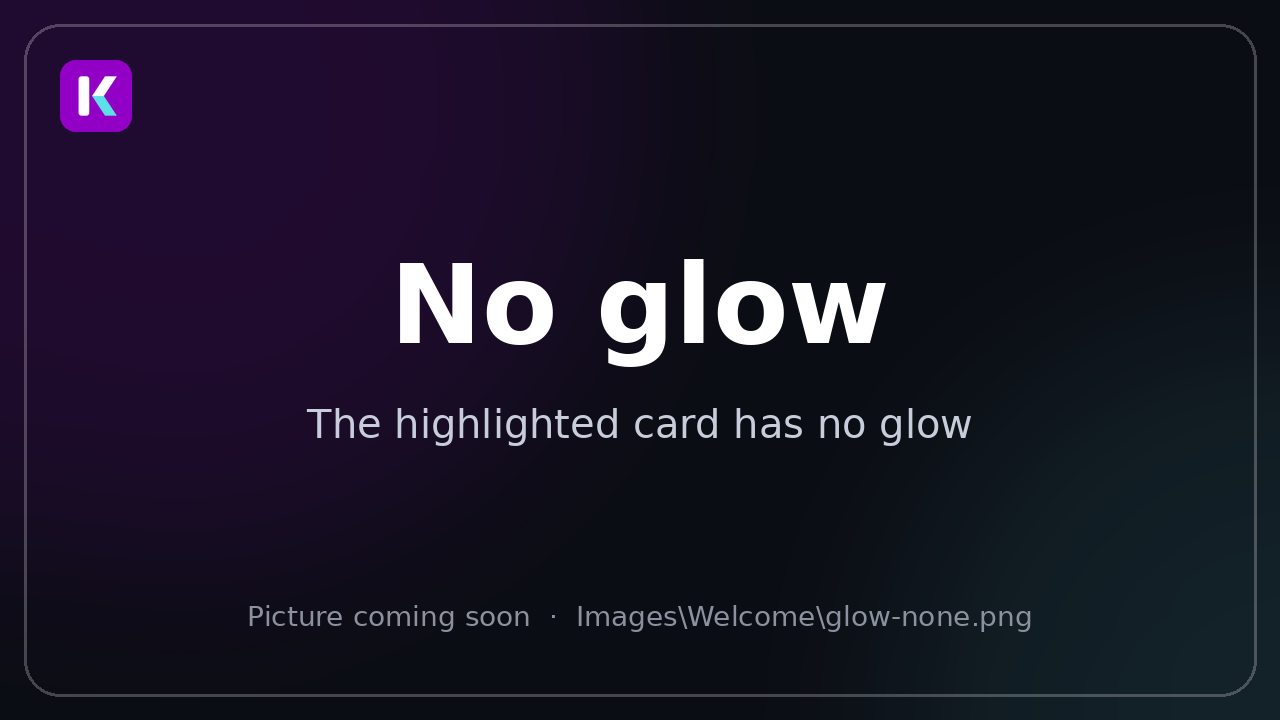 K
No glow
The highlighted card has no glow
Picture coming soon · Images\Welcome\glow-none.png